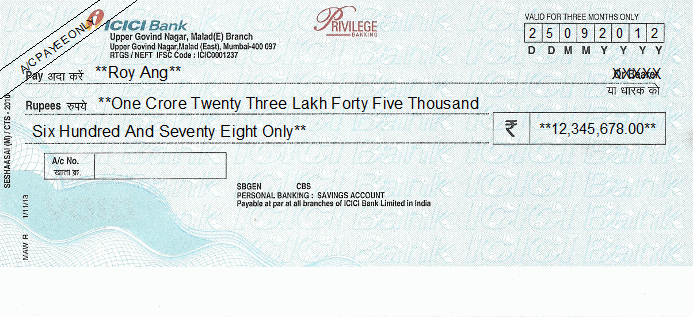 A/C PAYEE ONLY
ICICI Bank
Upper Govind Nagar, Malad(E) Branch
Upper Govind Nagar,Malad (East), Mumbai-400 097
RTGS / NEFT IFSC Code : ICIC0001237
PRIVILEGE
BANKING
VALID FOR THREE MONTHS ONLY
2 5 0 9 2 0 1 2
D D M M Y Y Y Y
Pay अदा करें **Roy Ang**
Or Bearer
या धारक को
Rupees रुपये **One Crore Twenty Three Lakh Forty Five Thousand
Six Hundred And Seventy Eight Only**
₹ **12,345,678.00**
A/c No.
खाता क्र.
SBGEN CBS
PERSONAL BANKING : SAVINGS ACCOUNT
Payable at par at all branches of ICICI Bank Limited in India
SESHAASAI (M) / CTS - 2010
MAW R 1/11/13